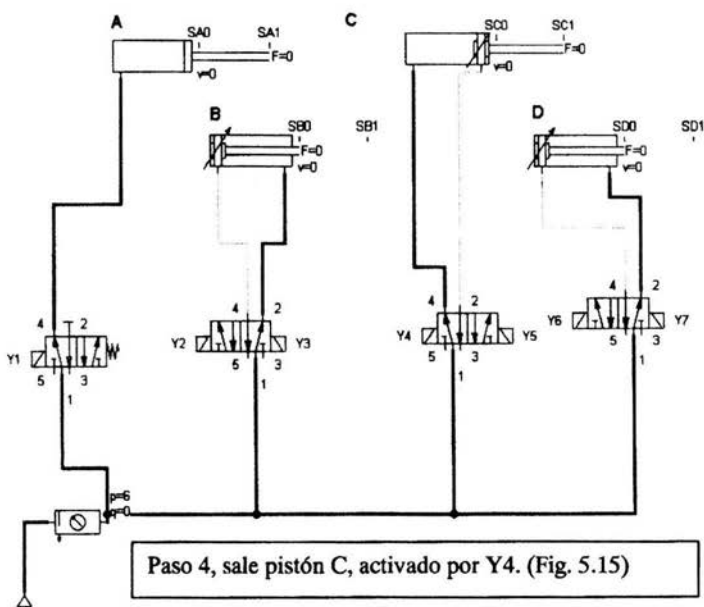 A
SA0 SA1
F=0
v=0
C
SC0 SC1
F=0
v=0
B
SB0 SB1
F=0
v=0
D
SD0 SD1
F=0
v=0
4 2
Y1
5 3
1
4 2
Y2 Y3
5 3
1
4 2
Y4 Y5
5 3
1
4 2
Y6 Y7
5 3
1
p=6
q=0
Paso 4, sale pistón C, activado por Y4. (Fig. 5.15)